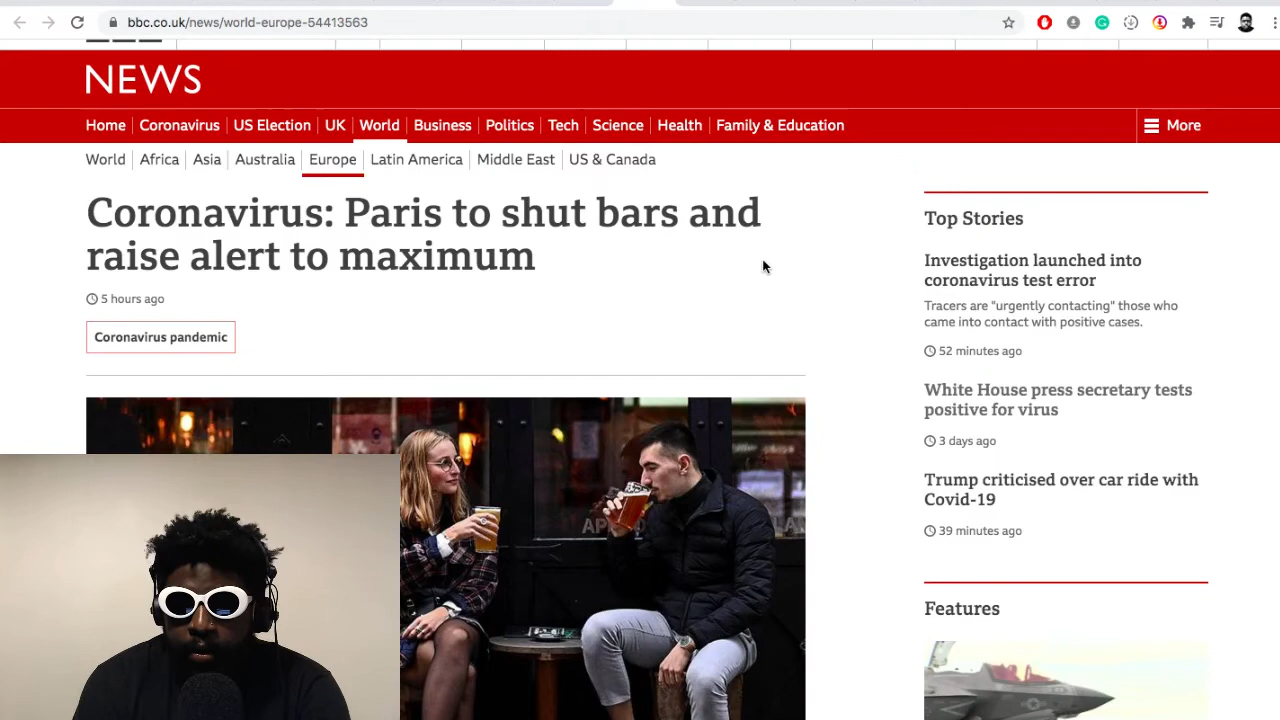 bbc.co.uk/news/world-europe-54413563
NEWS
Home Coronavirus US Election UK World Business Politics Tech Science Health Family & Education More
World Africa Asia Australia Europe Latin America Middle East US & Canada
Coronavirus: Paris to shut bars and
raise alert to maximum
5 hours ago
Coronavirus pandemic
Top Stories
Investigation launched into
coronavirus test error
Tracers are "urgently contacting" those who
came into contact with positive cases.
52 minutes ago
White House press secretary tests
positive for virus
3 days ago
Trump criticised over car ride with
Covid-19
39 minutes ago
Features